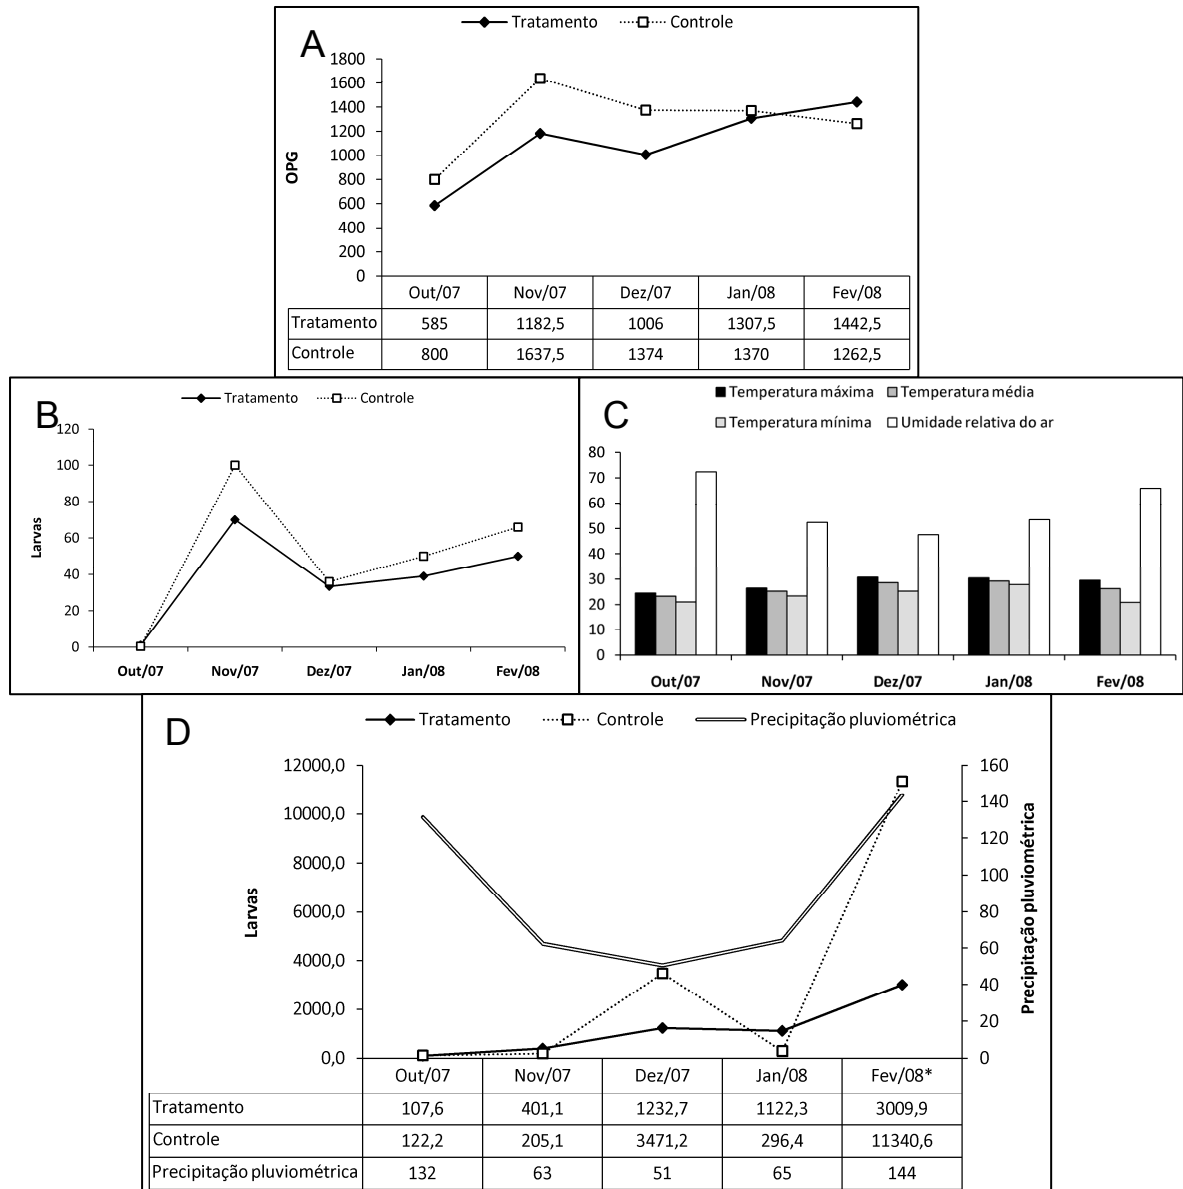 Tratamento Controle
A
1800
1600
1400
1200
1000
800
600
400
200
0
OPG
Out/07 Nov/07 Dez/07 Jan/08 Fev/08
Tratamento 585 1182,5 1006 1307,5 1442,5
Controle 800 1637,5 1374 1370 1262,5
B
Tratamento Controle
120
100
80
60
40
20
0
Larvas
Out/07 Nov/07 Dez/07 Jan/08 Fev/08
C
Temperatura máxima Temperatura média
Temperatura mínima Umidade relativa do ar
80
70
60
50
40
30
20
10
0
Out/07 Nov/07 Dez/07 Jan/08 Fev/08
D
Tratamento Controle Precipitação pluviométrica
12000,0
10000,0
8000,0
6000,0
4000,0
2000,0
0,0
Larvas
160
140
120
100
80
60
40
20
0
Precipitação pluviométrica
Out/07 Nov/07 Dez/07 Jan/08 Fev/08*
Tratamento 107,6 401,1 1232,7 1122,3 3009,9
Controle 122,2 205,1 3471,2 296,4 11340,6
Precipitação pluviométrica 132 63 51 65 144